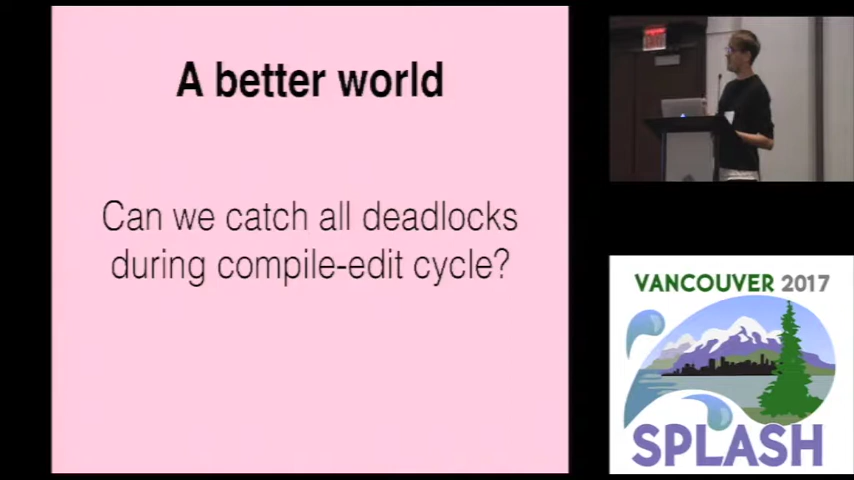 A better world
Can we catch all deadlocks
during compile-edit cycle?
VANCOUVER 2017
SPLASH